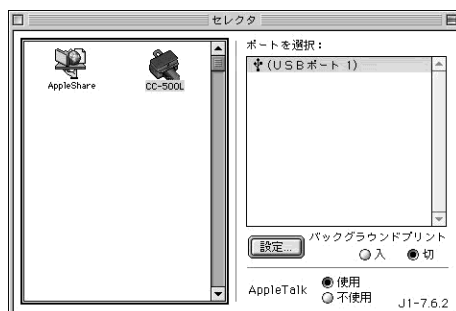 セレクタ
AppleShare
CC-500L
ポートを選択：
(USBポート 1)
設定...
バックグラウンドプリント
入
切
AppleTalk
使用
不使用
J1-7.6.2